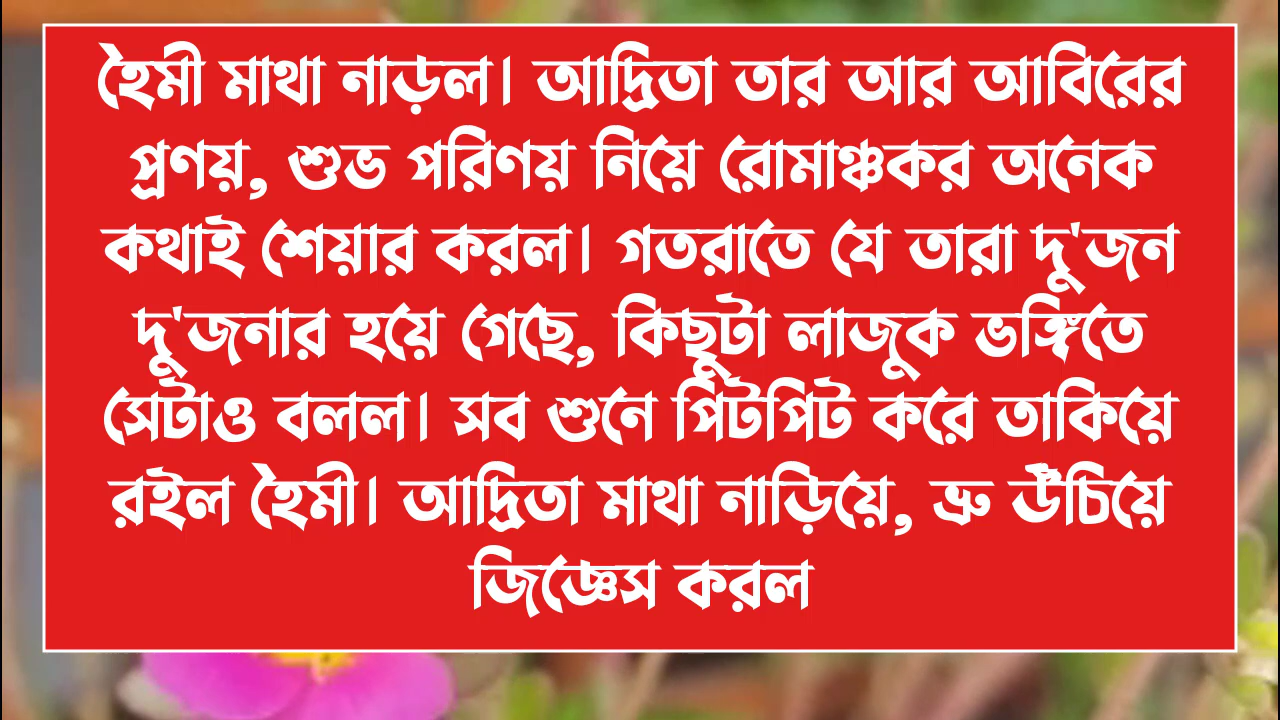 হৈমী মাথা নাড়ল। আদ্রিতা তার আর আবিরের
প্রণয়, শুভ পরিণয় নিয়ে রোমাঞ্চকর অনেক
কথাই শেয়ার করল। গতরাতে যে তারা দু'জন
দু'জনার হয়ে গেছে, কিছুটা লাজুক ভঙ্গিতে
সেটাও বলল। সব শুনে পিটপিট করে তাকিয়ে
রইল হৈমী। আদ্রিতা মাথা নাড়িয়ে, ভ্রু উঁচিয়ে
জিজ্ঞেস করল